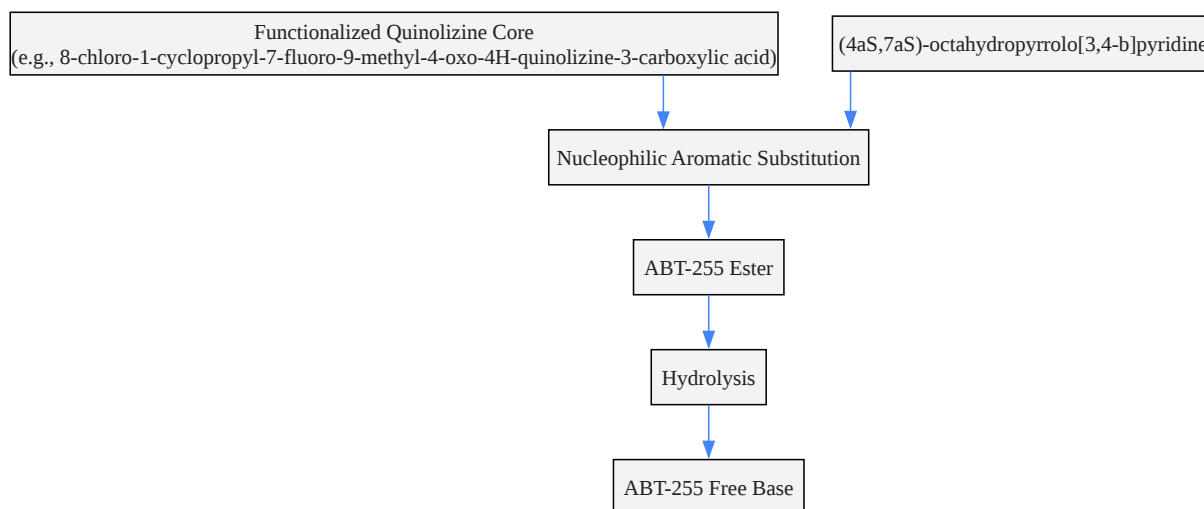 Functionalized Quinolizine Core
(e.g., 8-chloro-1-cyclopropyl-7-fluoro-9-methyl-4-oxo-4H-quinolizine-3-carboxylic acid)
(4aS,7aS)-octahydropyrrolo[3,4-b]pyridine
Nucleophilic Aromatic Substitution
ABT-255 Ester
Hydrolysis
ABT-255 Free Base